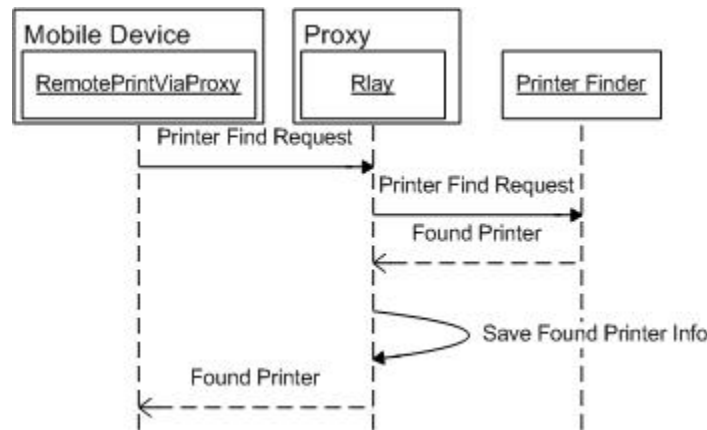 Mobile Device
Proxy
RemotePrintViaProxy
Rlay
Printer Finder
Printer Find Request
Printer Find Request
Found Printer
Save Found Printer Info
Found Printer